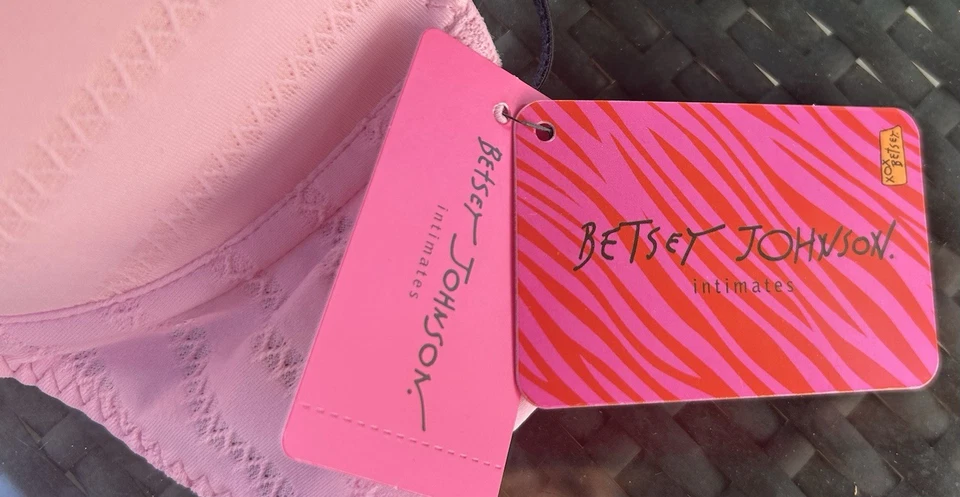 BETSEY JOHNSON.
intimates
BETSEY JOHNSON.
intimates
XOX
BETSEY